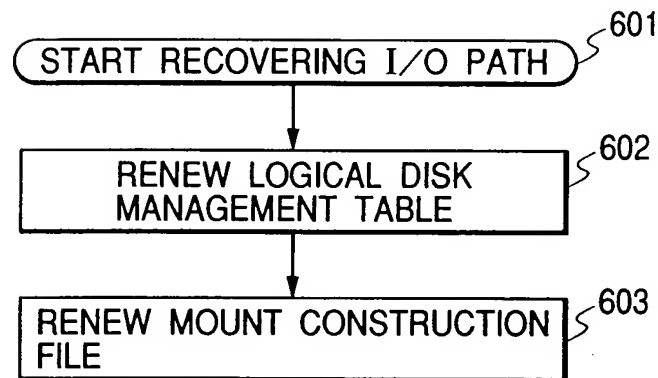 601
START RECOVERING I/O PATH
602
RENEW LOGICAL DISK
MANAGEMENT TABLE
603
RENEW MOUNT CONSTRUCTION
FILE